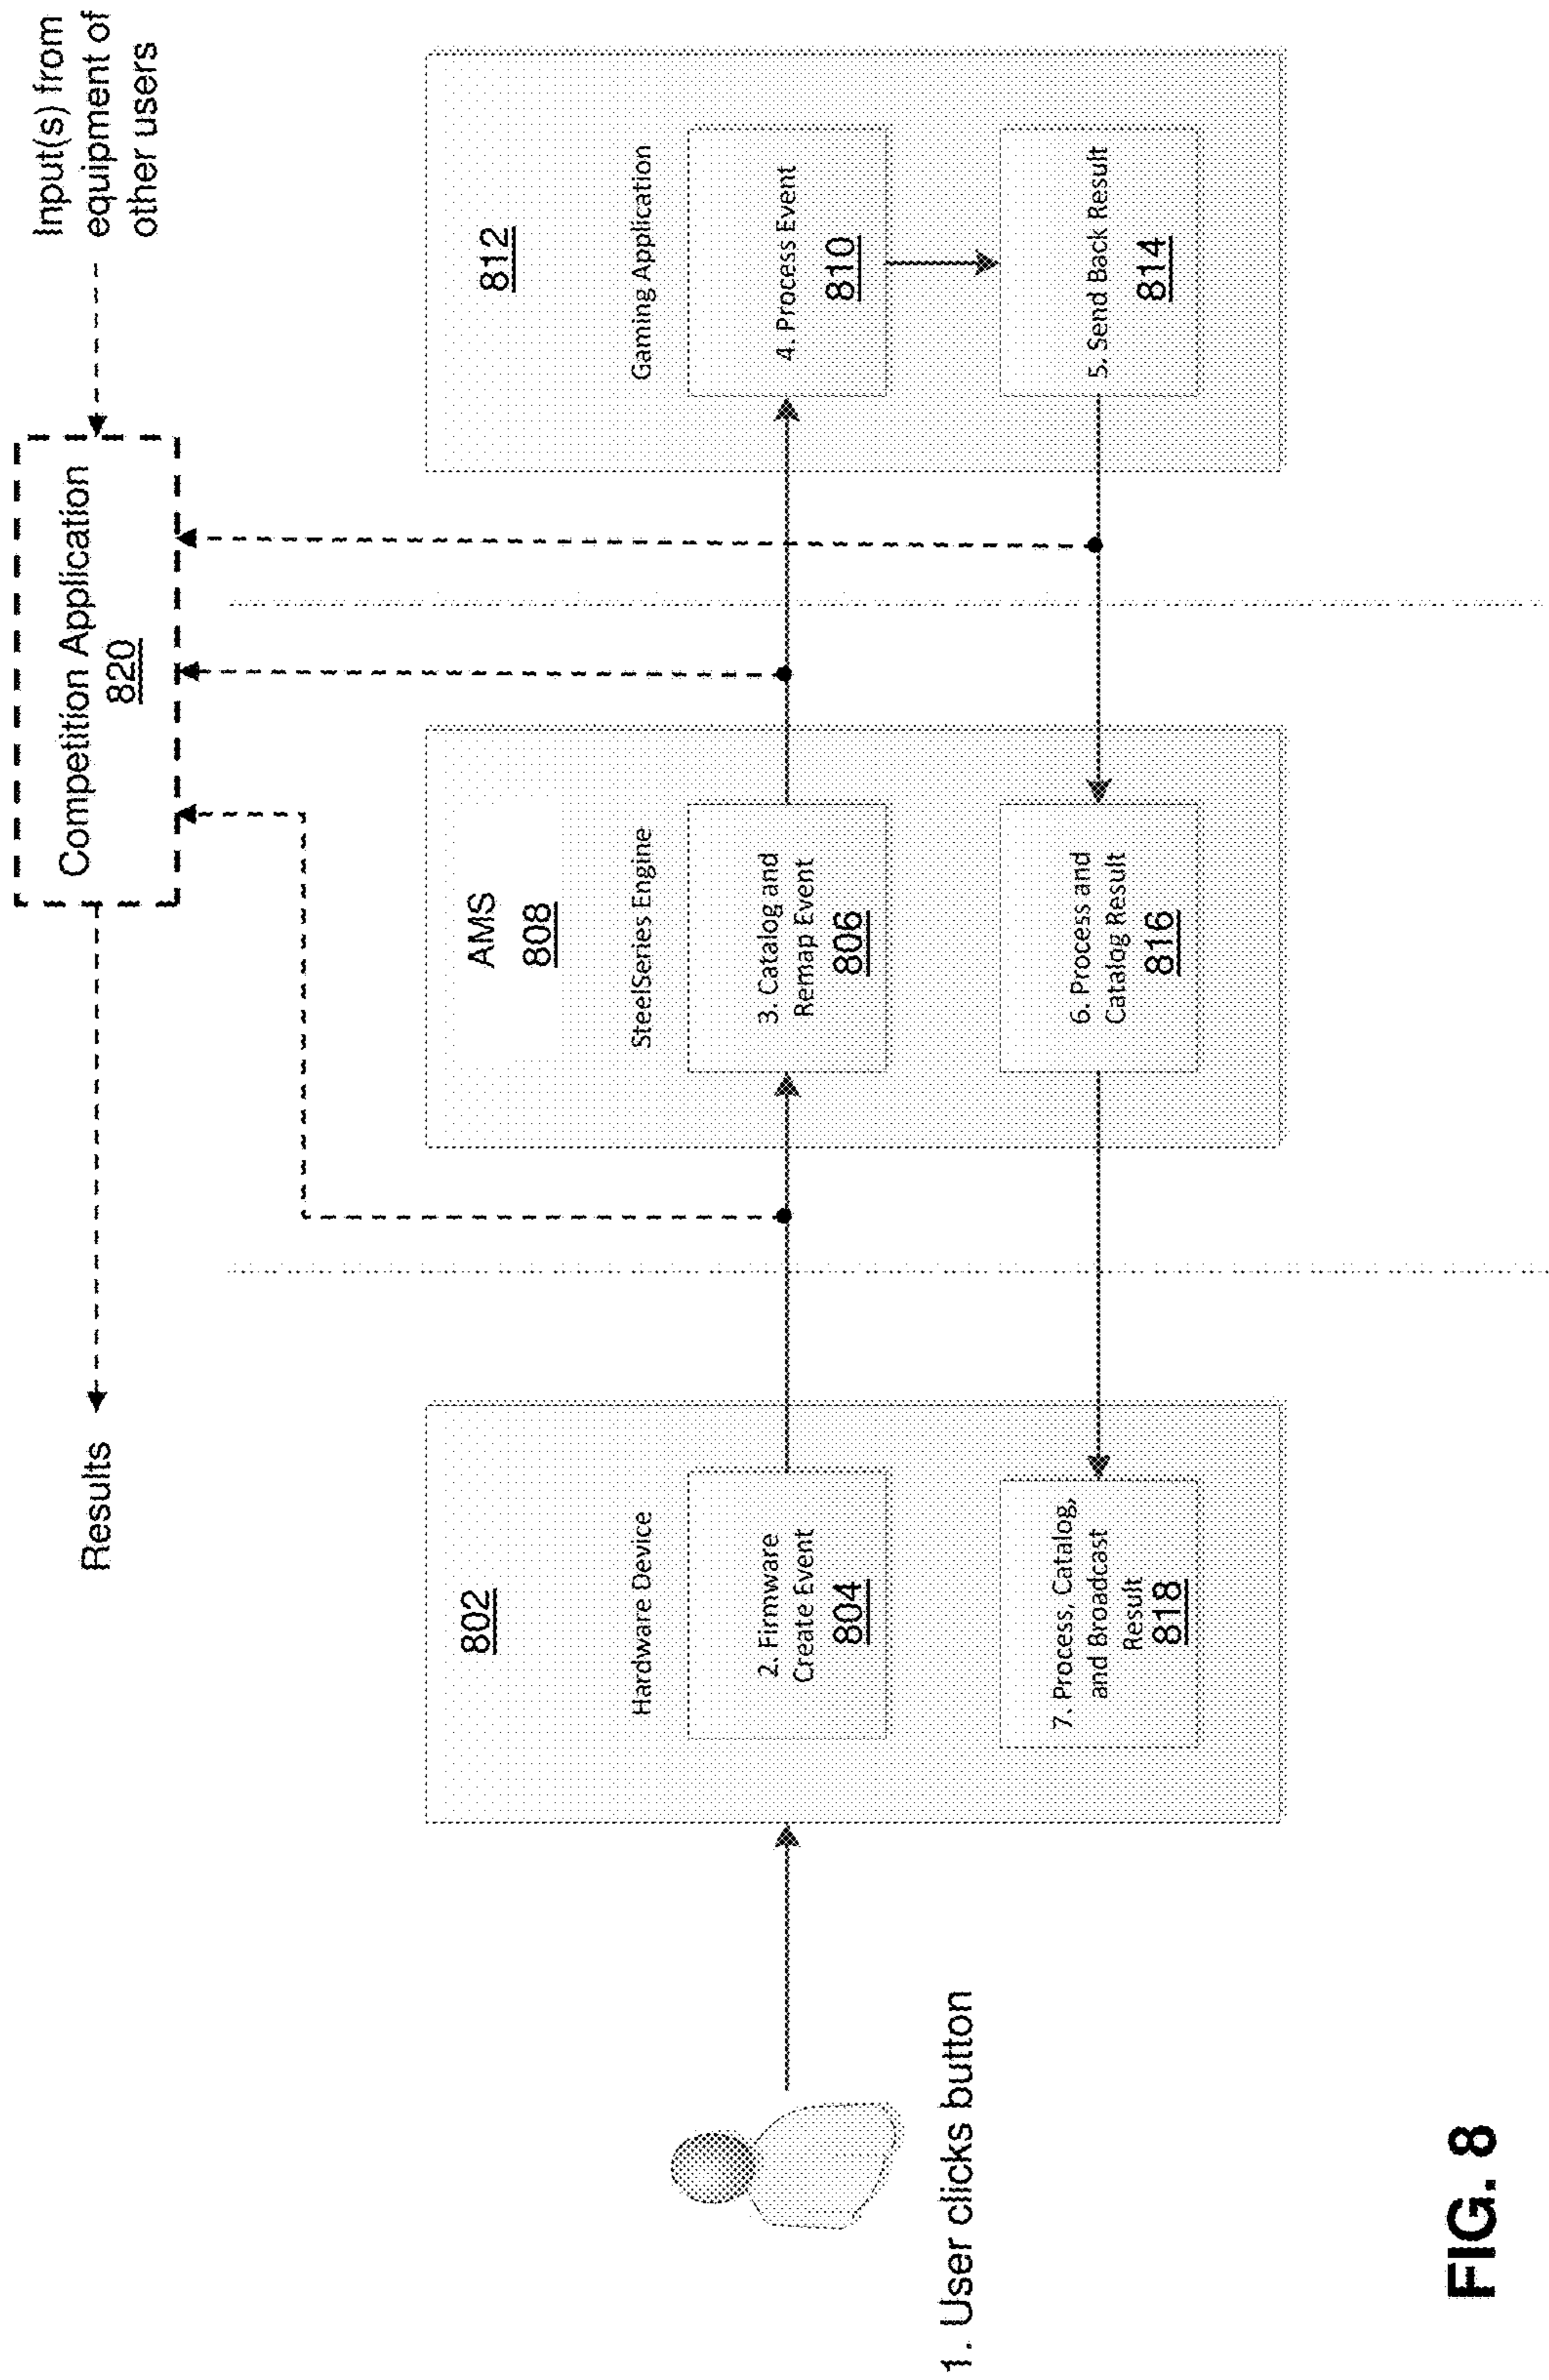 Input(s) from
equipment of
other users
Competition Application
820
Results
802
Hardware Device
2. Firmware
Create Event
804
7. Process, Catalog,
and Broadcast
Result
818
AMS
808
SteelSeries Engine
3. Catalog and
Remap Event
806
6. Process and
Catalog Result
816
812
Gaming Application
4. Process Event
810
5. Send Back Result
814
1. User clicks button
FIG. 8